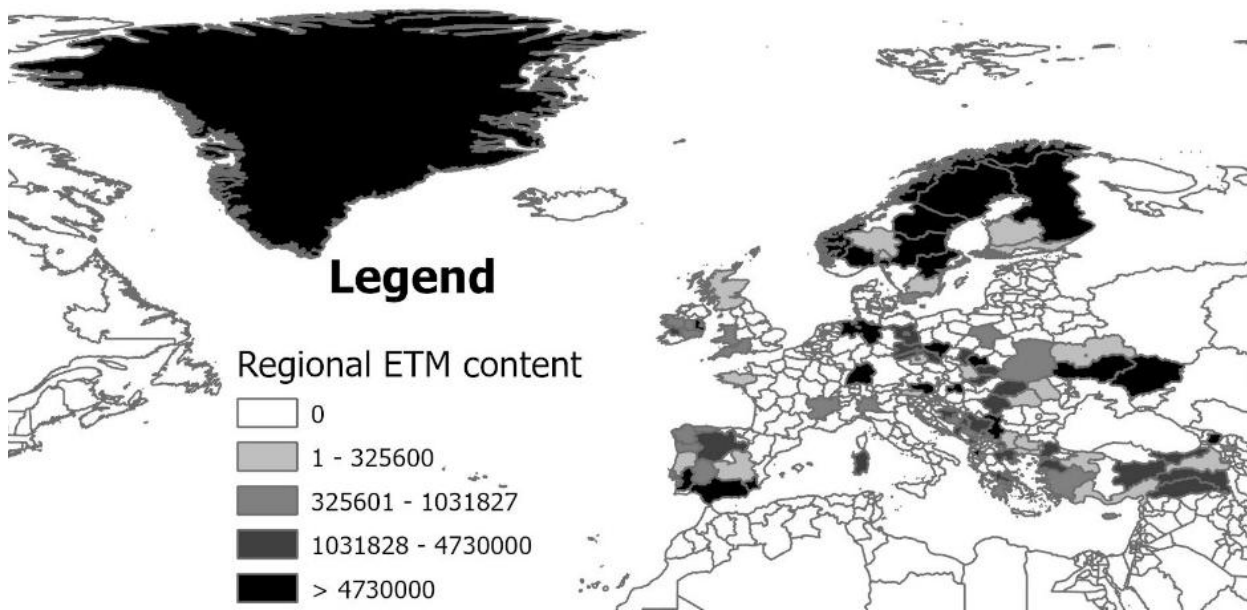 Legend
Regional ETM content
0
1 - 325600
325601 - 1031827
1031828 - 4730000
> 4730000